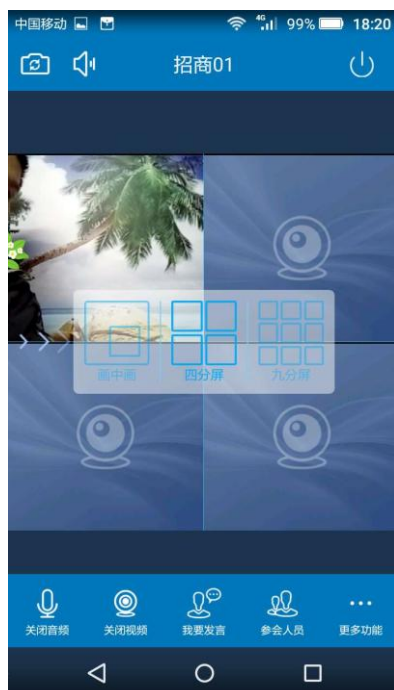 中国移动 4G 99% 18:20
招商01
画中画 四分屏 九分屏
关闭音频 关闭视频 我要发言 参会人员 更多功能